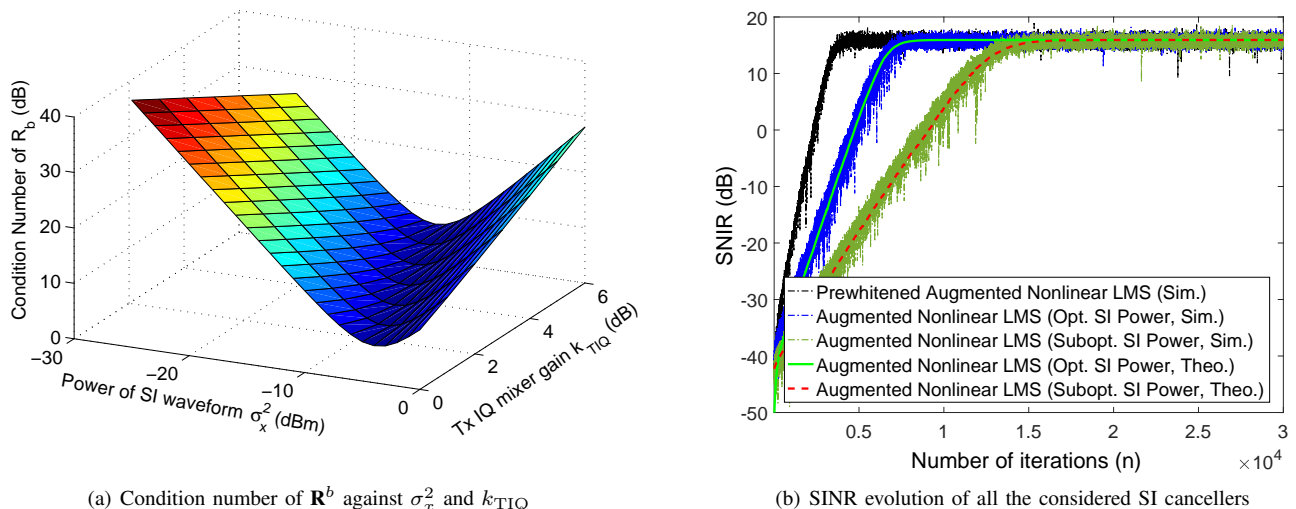 Condition Number of R_b (dB)
40
30
20
10
0
−30
−20
−10
0
Power of SI waveform σ_x^2 (dBm)
0
2
4
6
Tx IQ mixer gain k_TIQ (dB)
(a) Condition number of R^b against σ_x^2 and k_TIQ
SNIR (dB)
20
10
0
-10
-20
-30
-40
-50
Prewhitened Augmented Nonlinear LMS (Sim.)
Augmented Nonlinear LMS (Opt. SI Power, Sim.)
Augmented Nonlinear LMS (Subopt. SI Power, Sim.)
Augmented Nonlinear LMS (Opt. SI Power, Theo.)
Augmented Nonlinear LMS (Subopt. SI Power, Theo.)
0.5
1
1.5
2
2.5
3
×10^4
Number of iterations (n)
(b) SINR evolution of all the considered SI cancellers